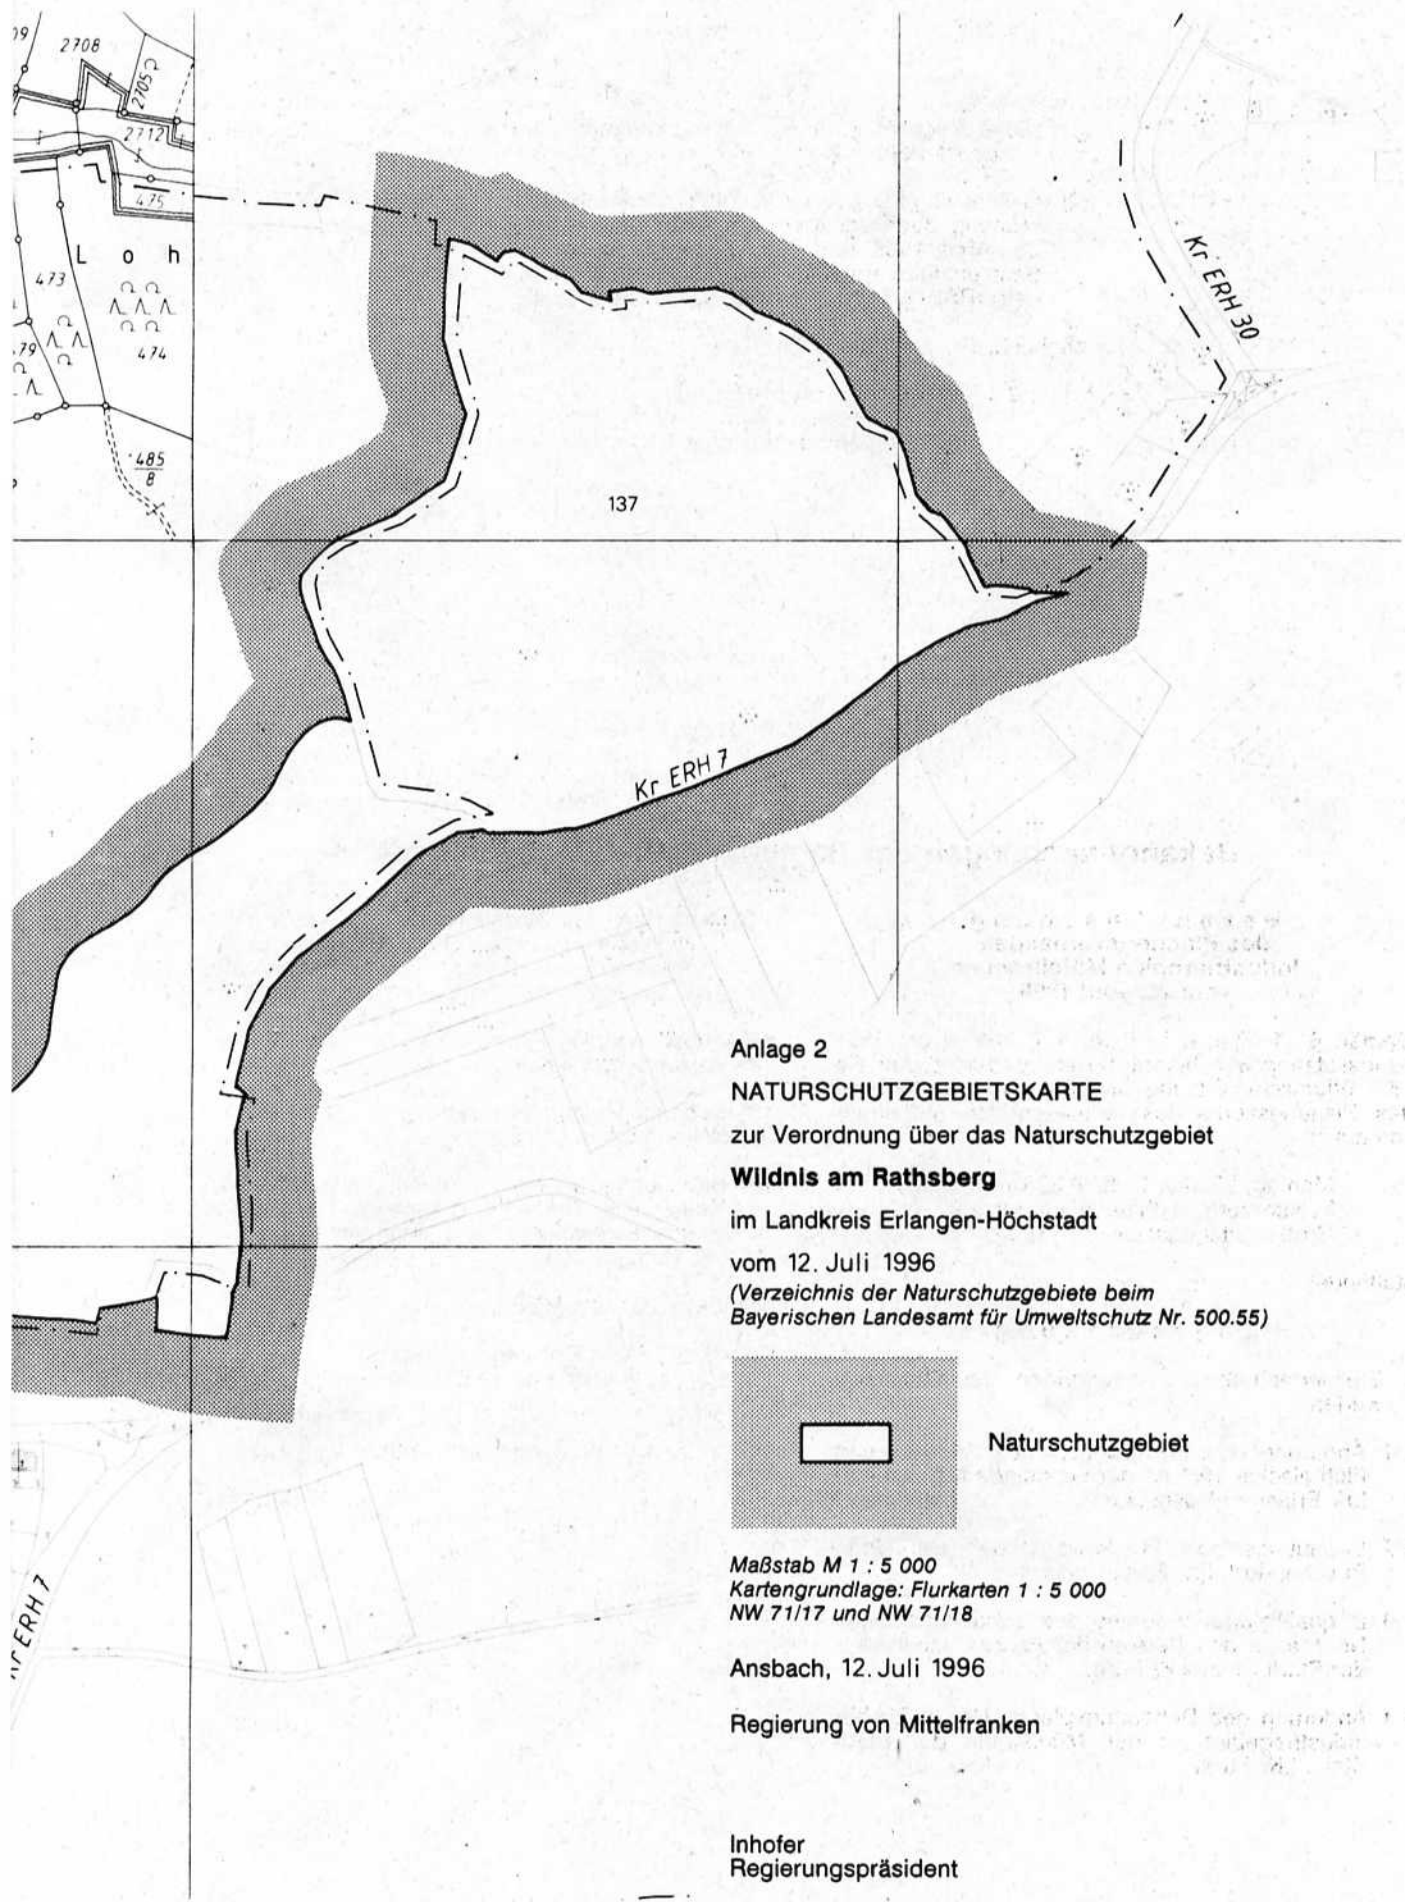 2708
2705
2712
475
L o h
473
474
485
8
137
Kr ERH 30
Kr ERH 7
Anlage 2
NATURSCHUTZGEBIETSKARTE
zur Verordnung über das Naturschutzgebiet
Wildnis am Rathsberg
im Landkreis Erlangen-Höchstadt
vom 12. Juli 1996
(Verzeichnis der Naturschutzgebiete beim
Bayerischen Landesamt für Umweltschutz Nr. 500.55)
Naturschutzgebiet
Maßstab M 1 : 5 000
Kartengrundlage: Flurkarten 1 : 5 000
NW 71/17 und NW 71/18
Kr ERH 7
Ansbach, 12. Juli 1996
Regierung von Mittelfranken
Inhofer
Regierungspräsident